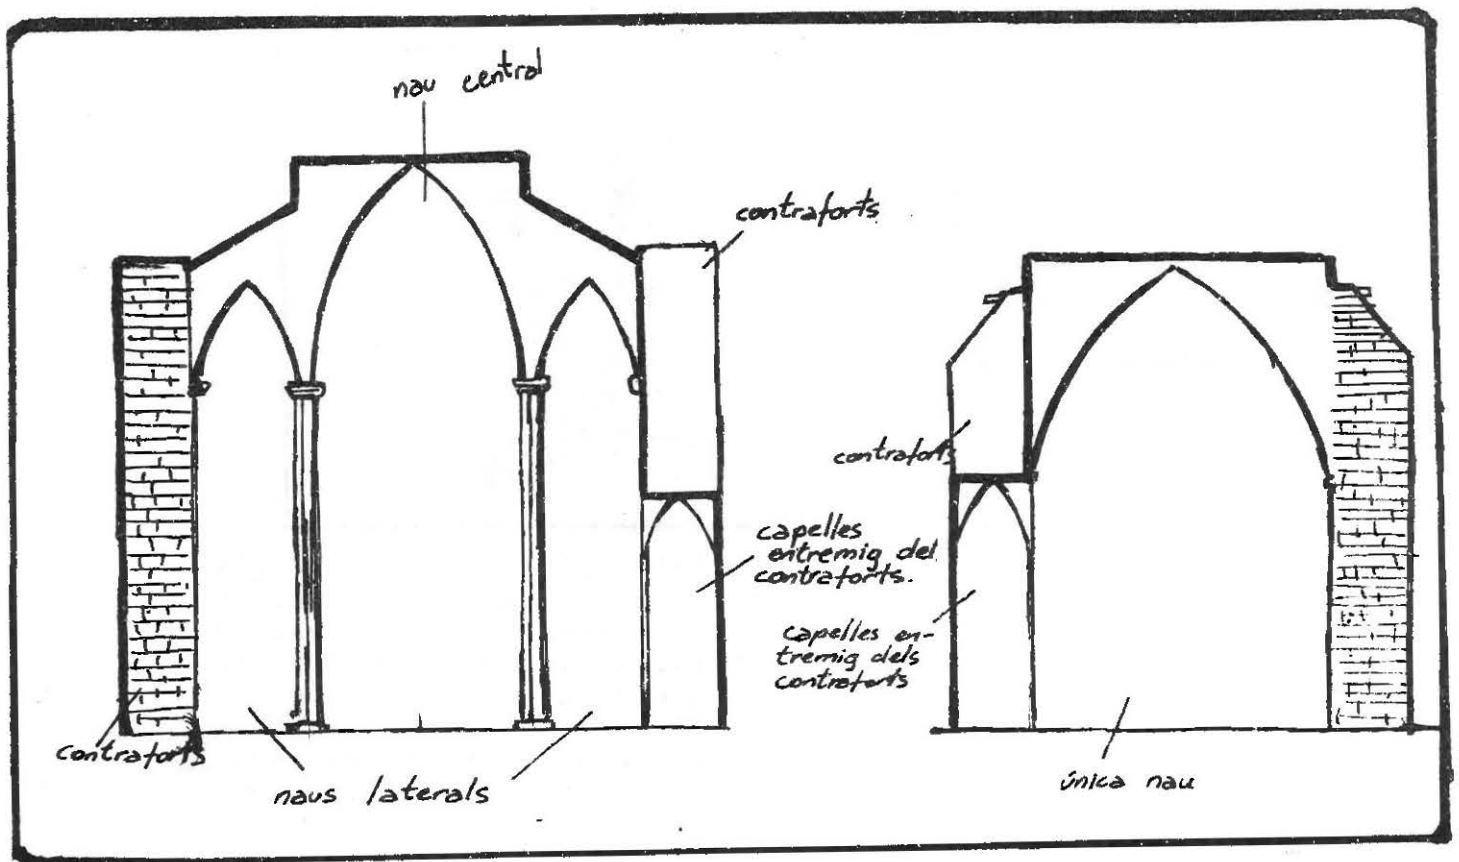 nau central
contraforts
capelles
entremig del
contraforts.
contraforts
naus laterals
contraforts
capelles en-
tremig dels
contraforts
única nau